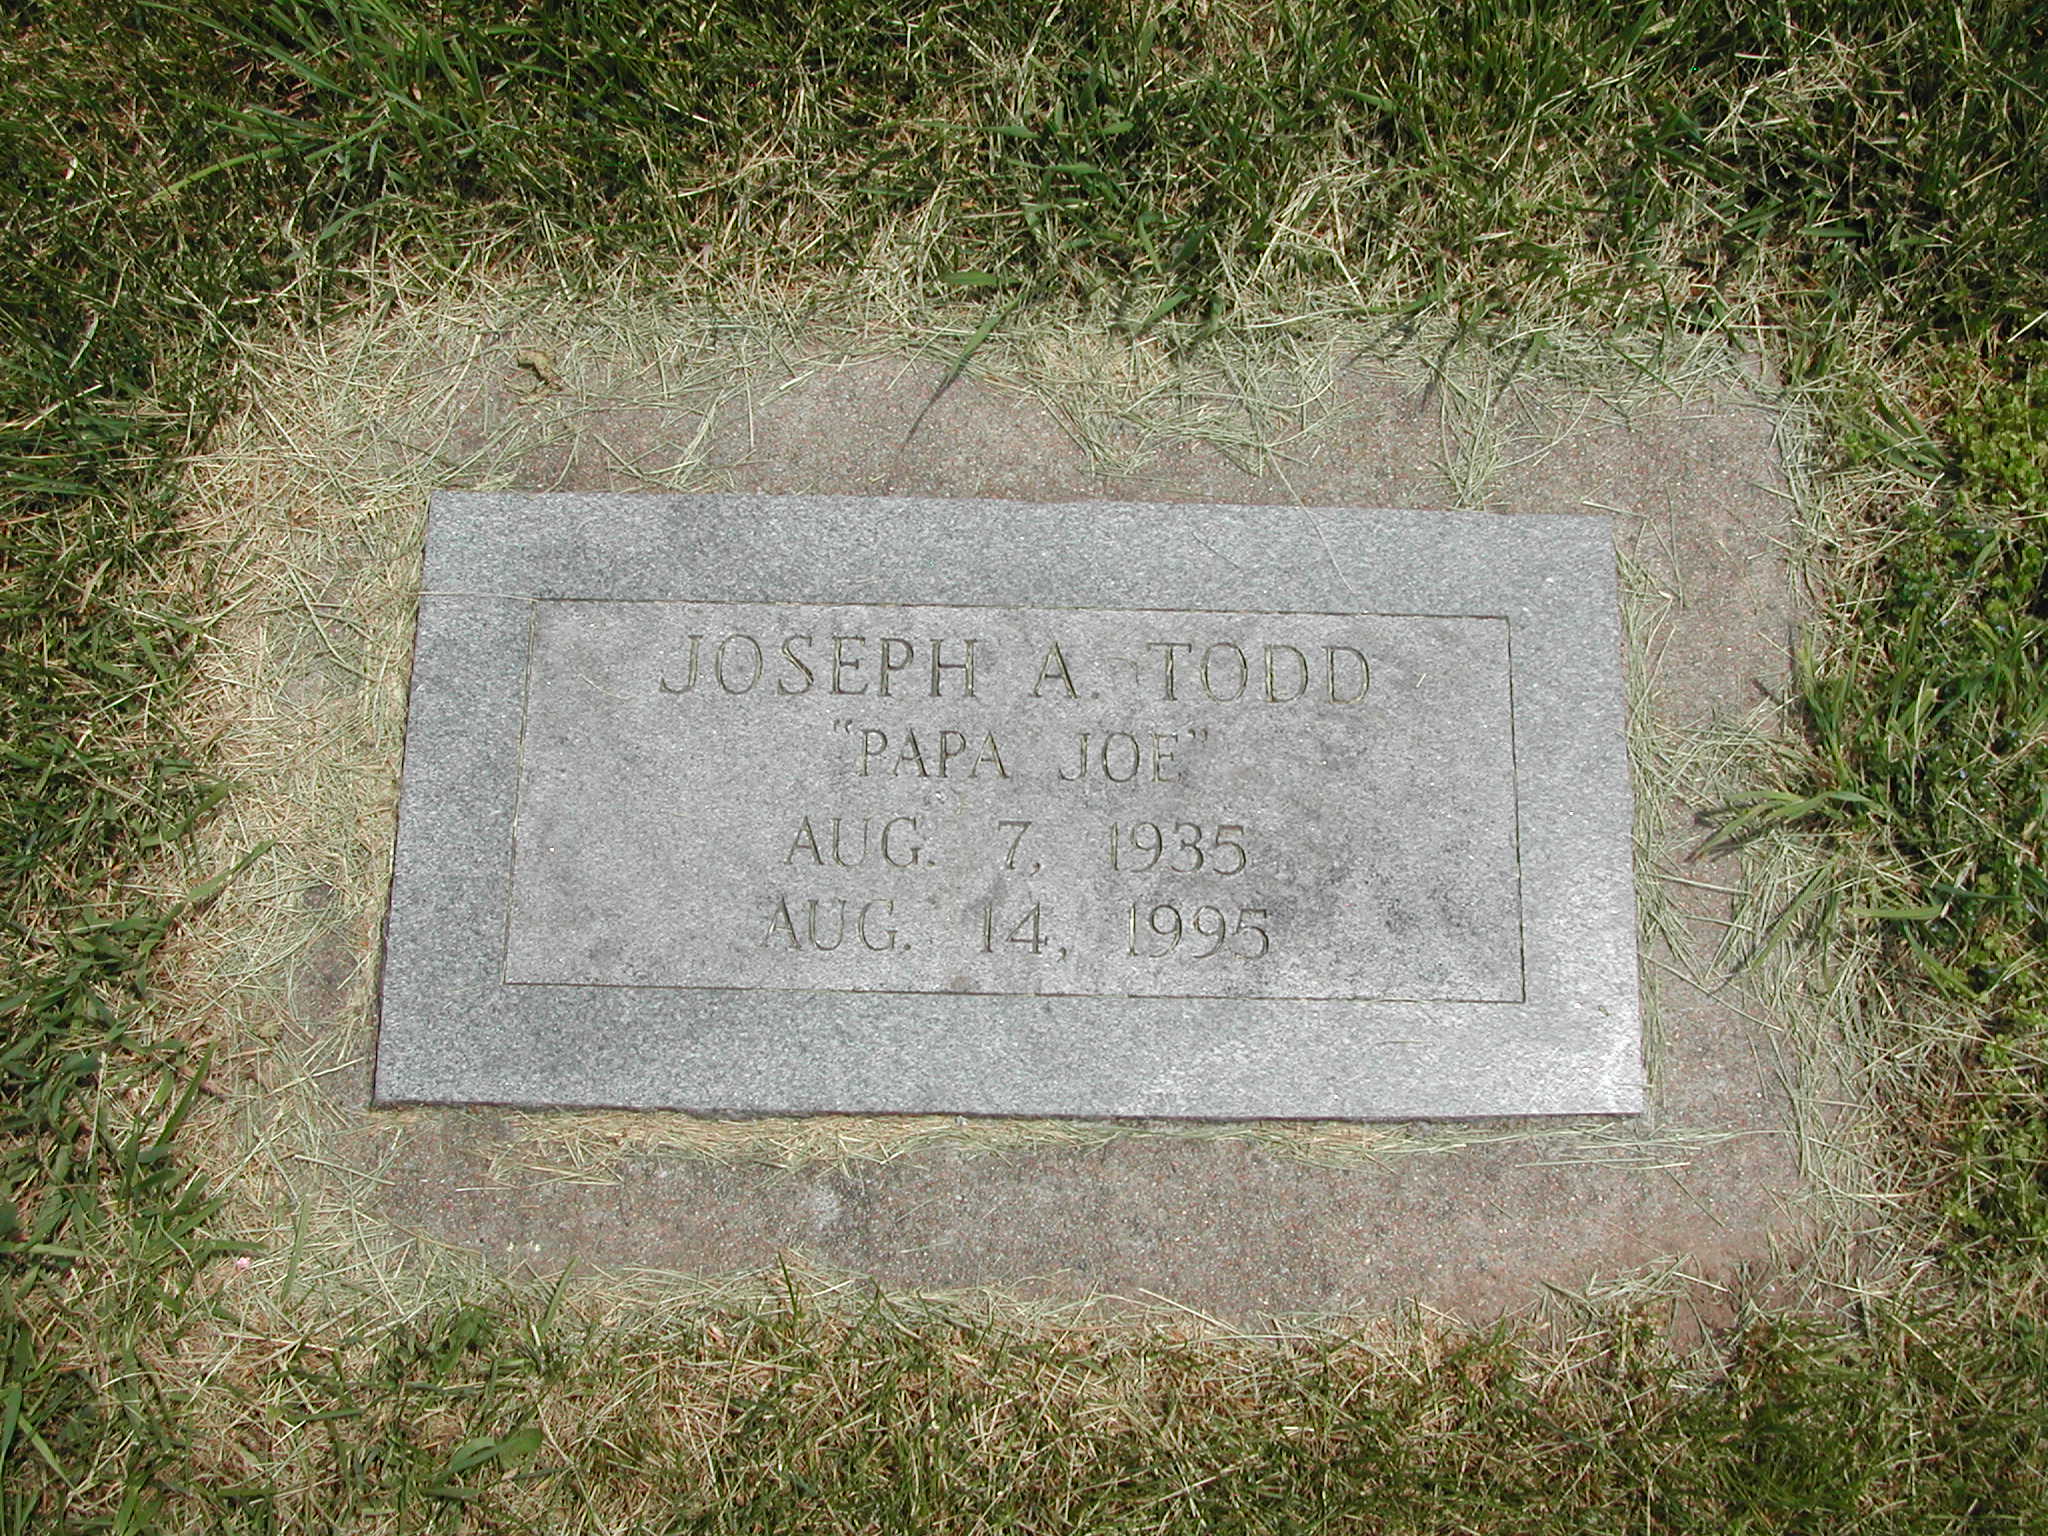 JOSEPH A. TODD
"PAPA JOE"
AUG. 7, 1935
AUG. 14, 1995